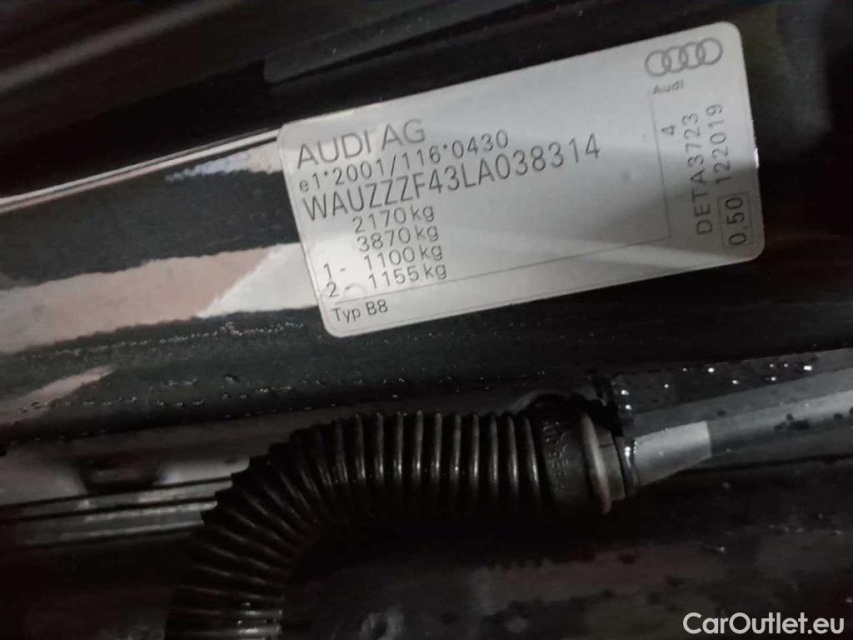 Audi
AUDI AG
e1*2001/116*0430
WAUZZZF43LA038314
2170kg
3870kg
1- 1100kg
2- 1155kg
Typ B8
4
DETA3723
122019
0,50
CarOutlet.eu